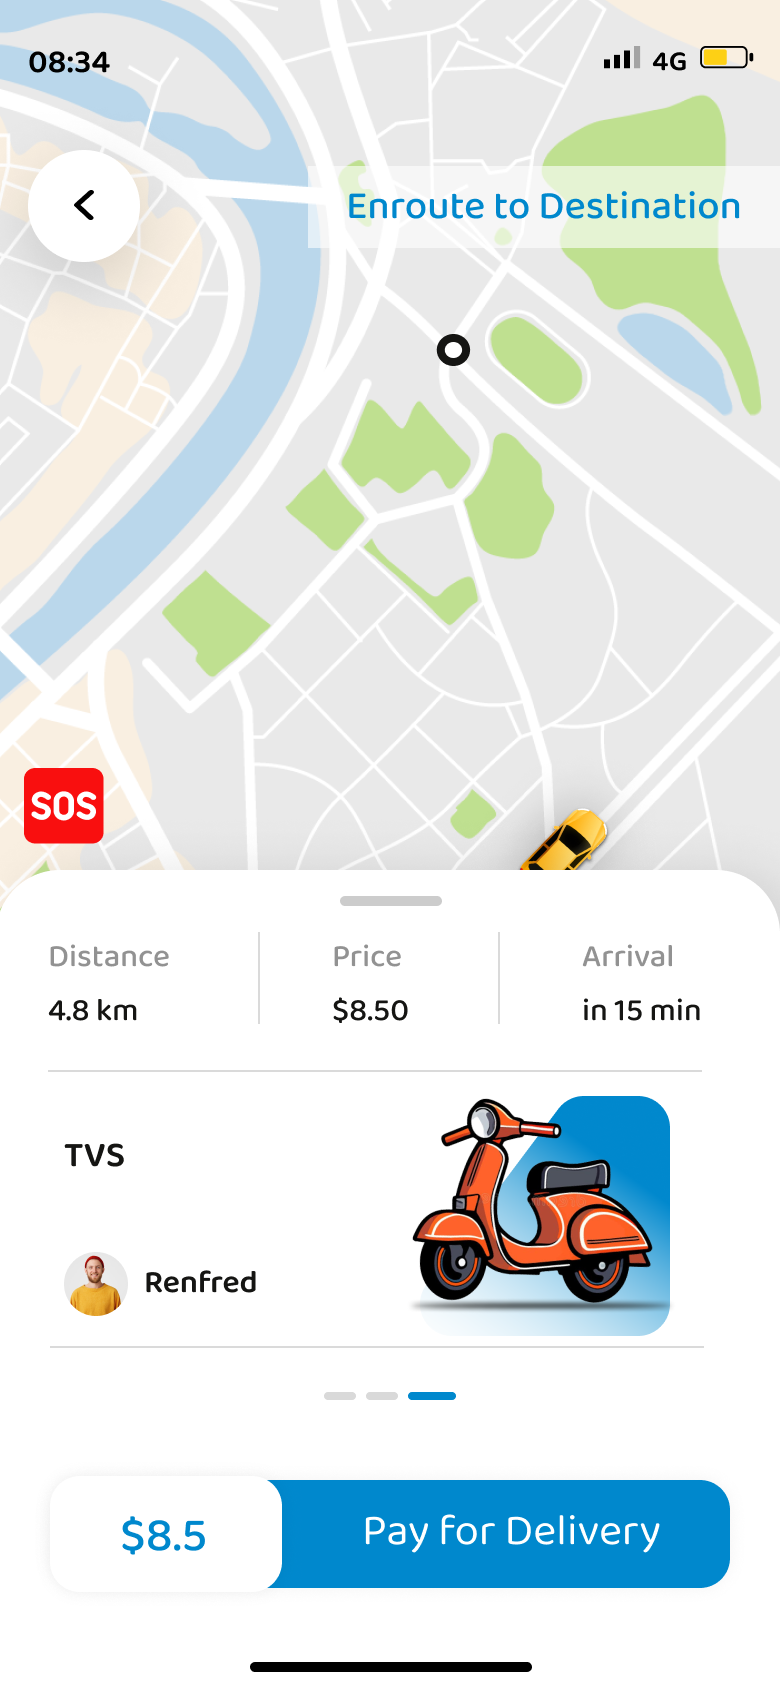 08:34
4G
Enroute to Destination
SOS
Distance
Price
Arrival
4.8 km
$8.50
in 15 min
TVS
Renfred
$8.5
Pay for Delivery